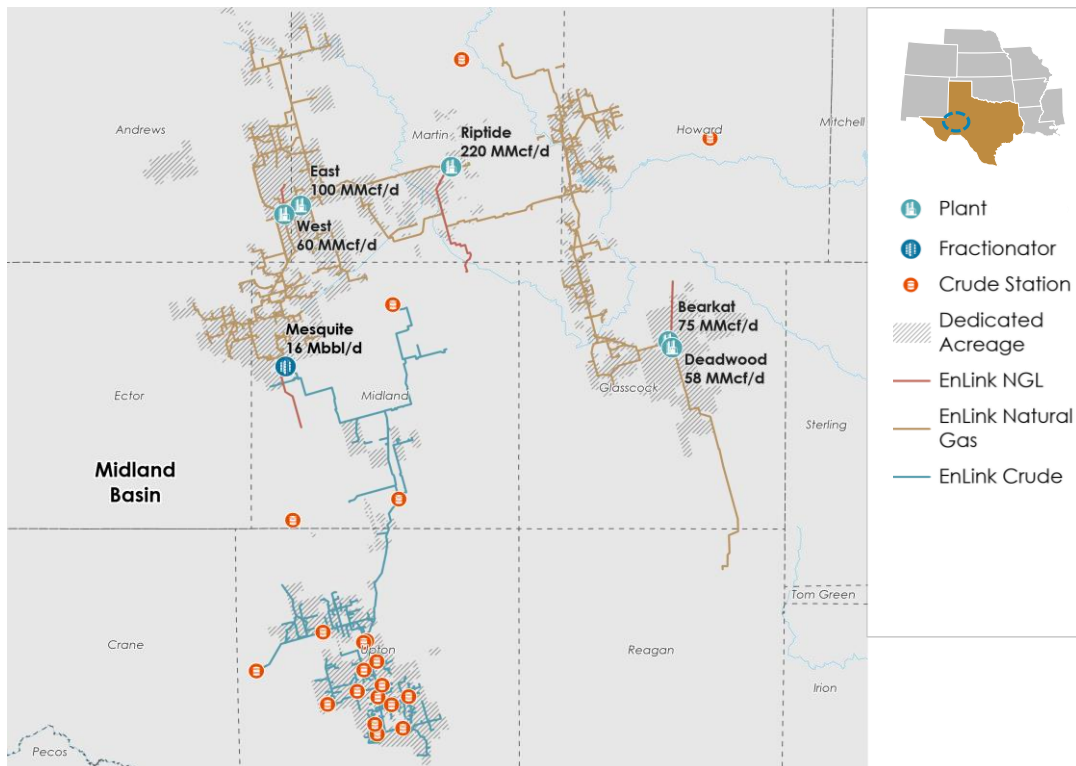 Andrews
Martin
Riptide
220 MMcf/d
Howard
Mitchell
East
100 MMcf/d
West
60 MMcf/d
Mesquite
16 Mbbl/d
Bearkat
75 MMcf/d
Deadwood
58 MMcf/d
Ector
Midland
Glasscock
Sterling
Midland
Basin
Crane
Upton
Reagan
Tom Green
Irion
Pecos
Plant
Fractionator
Crude Station
Dedicated
Acreage
EnLink NGL
EnLink Natural
Gas
EnLink Crude